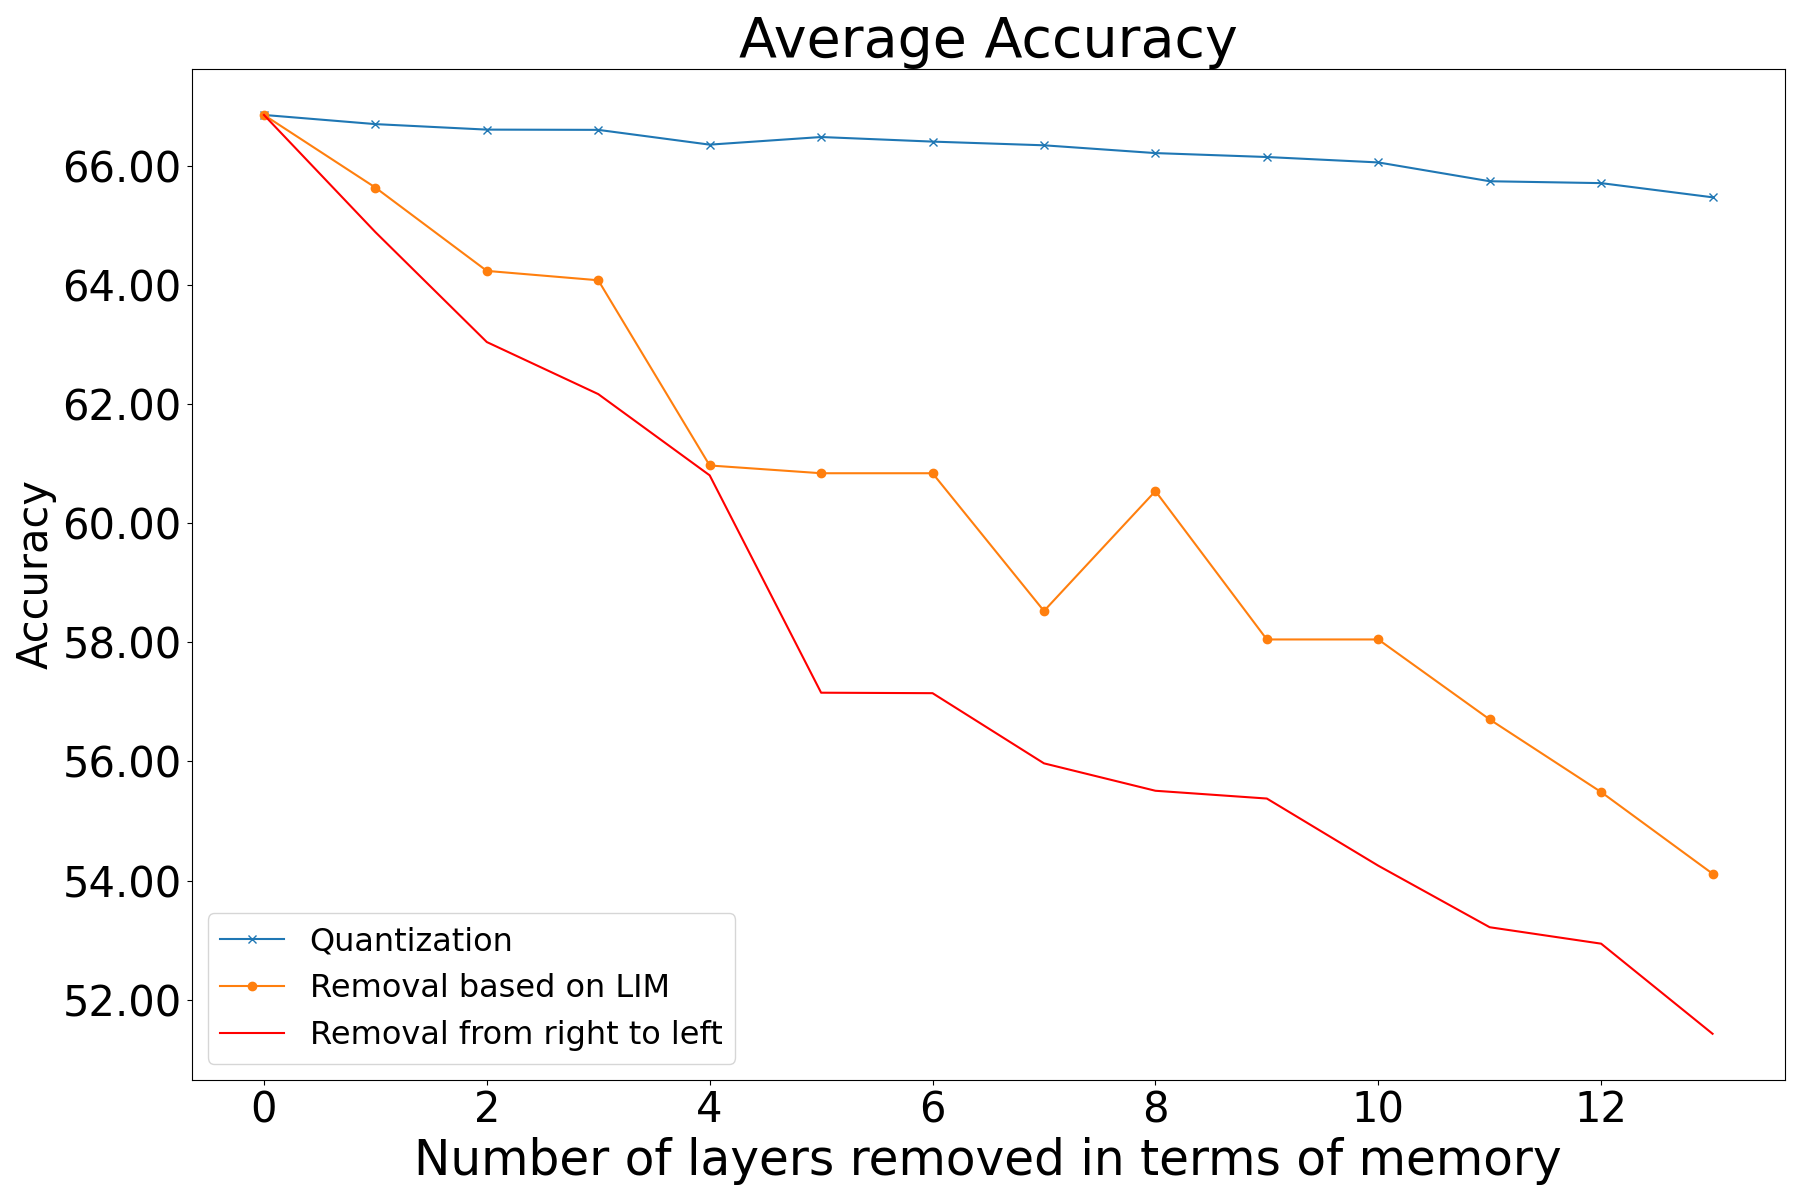 Average Accuracy
Accuracy
66.00
64.00
62.00
60.00
58.00
56.00
54.00
52.00
Quantization
Removal based on LIM
Removal from right to left
0 2 4 6 8 10 12
Number of layers removed in terms of memory